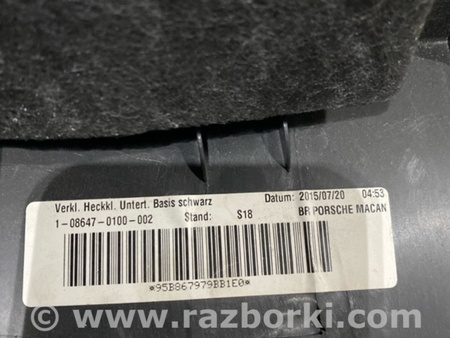 Verkl. Heckkl. Untert. Basis schwarz Datum: 2015/07/20 04:53
1-08647-0100-002 Stand: S18 BR PORSCHE MACAN
*95B867979BB1E0*
www.razborki.com